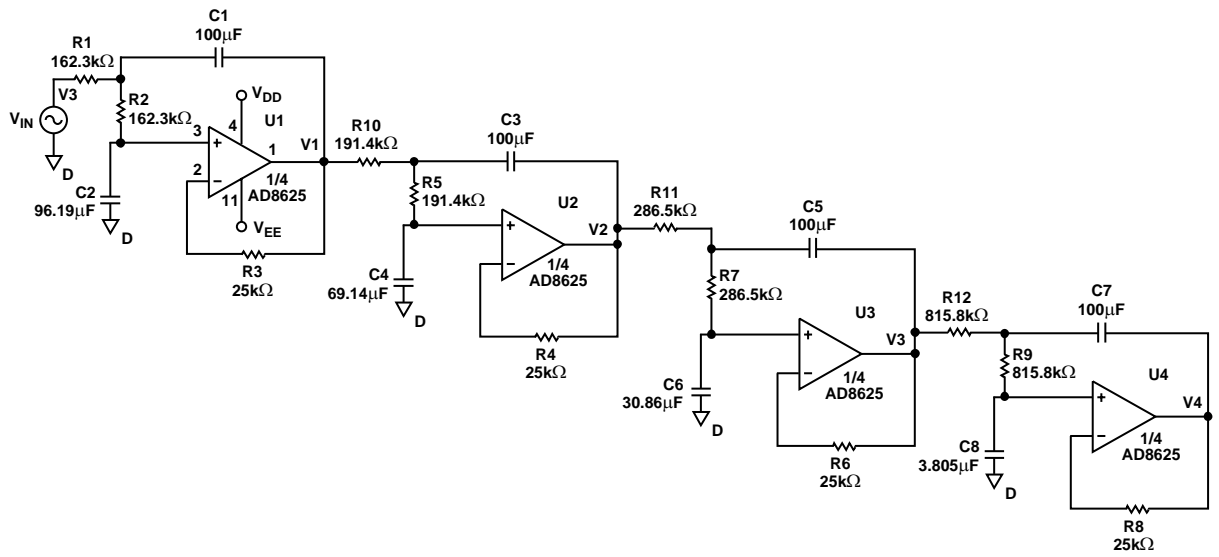 C1
100μF
R1
162.3kΩ
V3
VIN
D
R2
162.3kΩ
VDD
U1
4
3
+
1
2
−
11
1/4
AD8625
V1
VEE
C2
96.19μF
D
R3
25kΩ
R10
191.4kΩ
C3
100μF
R5
191.4kΩ
U2
+
−
1/4
AD8625
V2
C4
69.14μF
D
R4
25kΩ
R11
286.5kΩ
C5
100μF
R7
286.5kΩ
U3
+
−
1/4
AD8625
V3
C6
30.86μF
D
R6
25kΩ
R12
815.8kΩ
C7
100μF
R9
815.8kΩ
U4
+
−
1/4
AD8625
V4
C8
3.805μF
D
R8
25kΩ